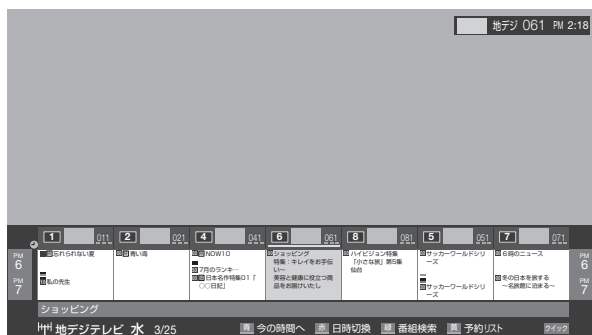 地デジ 061 PM 2:18
1 011 2 021 4 041 6 061 8 081 5 051 7 071
PM 6
PM 7
忘れられない夏
私の先生
青い海
NOW10
7月のランキ…
日本名作特集01「
○○日記」
ショッピング
特集:キレイをお手伝
い〜
美容と健康に役立つ商
品をお届けいたし
ハイビジョン特集
「小さな旅」第5集
仙台
サッカーワールドシリ
ーズ
サッカーワールドシリ
ーズ
6時のニュース
冬の日本を旅する
〜名旅館に泊まる〜
PM 6
PM 7
ショッピング
地デジテレビ 水 3/25 青 今の時間へ 赤 日時切換 緑 番組検索 黄 予約リスト クイック